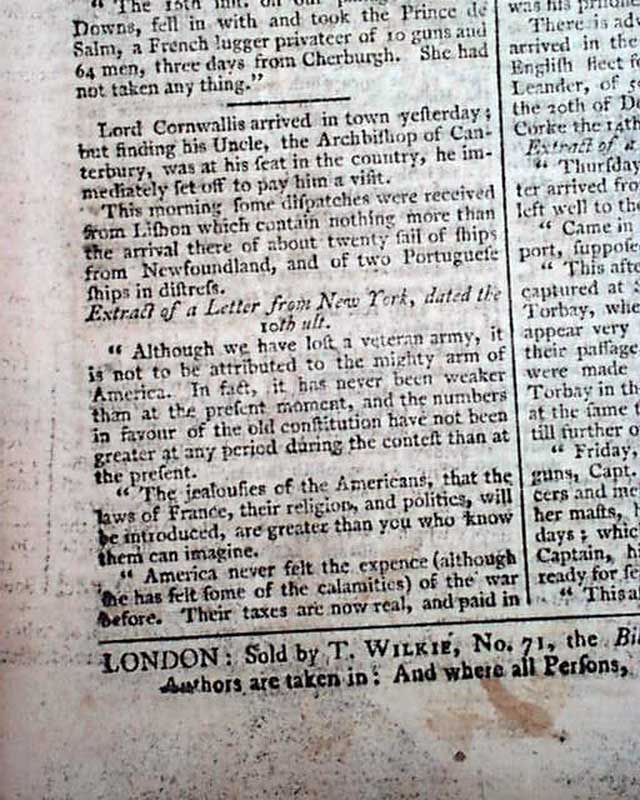 " The 15th inst. on our
Downs, fell in with and took the Prince de
Salm, a French lugger privateer of 10 guns and
64 men, three days from Cherburgh. She had
not taken any thing."
Lord Cornwallis arrived in town yeſterday;
but finding his Uncle, the Archbiſhop of Can-
terbury, was at his ſeat in the country, he im-
mediately ſet off to pay him a viſit.
This morning ſome diſpatches were received
from Liſbon which contain nothing more than
the arrival there of about twenty ſail of ſhips
from Newfoundland, and of two Portugueſe
ſhips in diſtreſs.
Extract of a Letter from New York, dated the
10th ult.
" Although we have loſt a veteran army, it
is not to be attributed to the mighty arm of
America. In fact, it has never been weaker
than at the preſent moment, and the numbers
in favour of the old conſtitution have not been
greater at any period during the conteſt than at
the preſent.
" The jealouſies of the Americans, that the
laws of France, their religion, and politics, will
be introduced, are greater than you who know
them can imagine.
" America never felt the expence (although
ſhe has felt ſome of the calamities) of the war
before. Their taxes are now real, and paid in
was his
There is
arrived in the
Engliſh fleet
Leander, of
the 20th of
Corke the 14th
Extract of a
" Thurſday
ter arrived
left well to the
" Came in
port,
" This
captured at
Torbay,
appear very
their paſſage
were made
Torbay in
at the ſame
till further
" Friday,
guns, Capt.
cers and
her maſts,
days;
Captain,
ready for
" This
LONDON: Sold by T. WILKIE, No. 71, the
Authors are taken in: And where all Perſons,